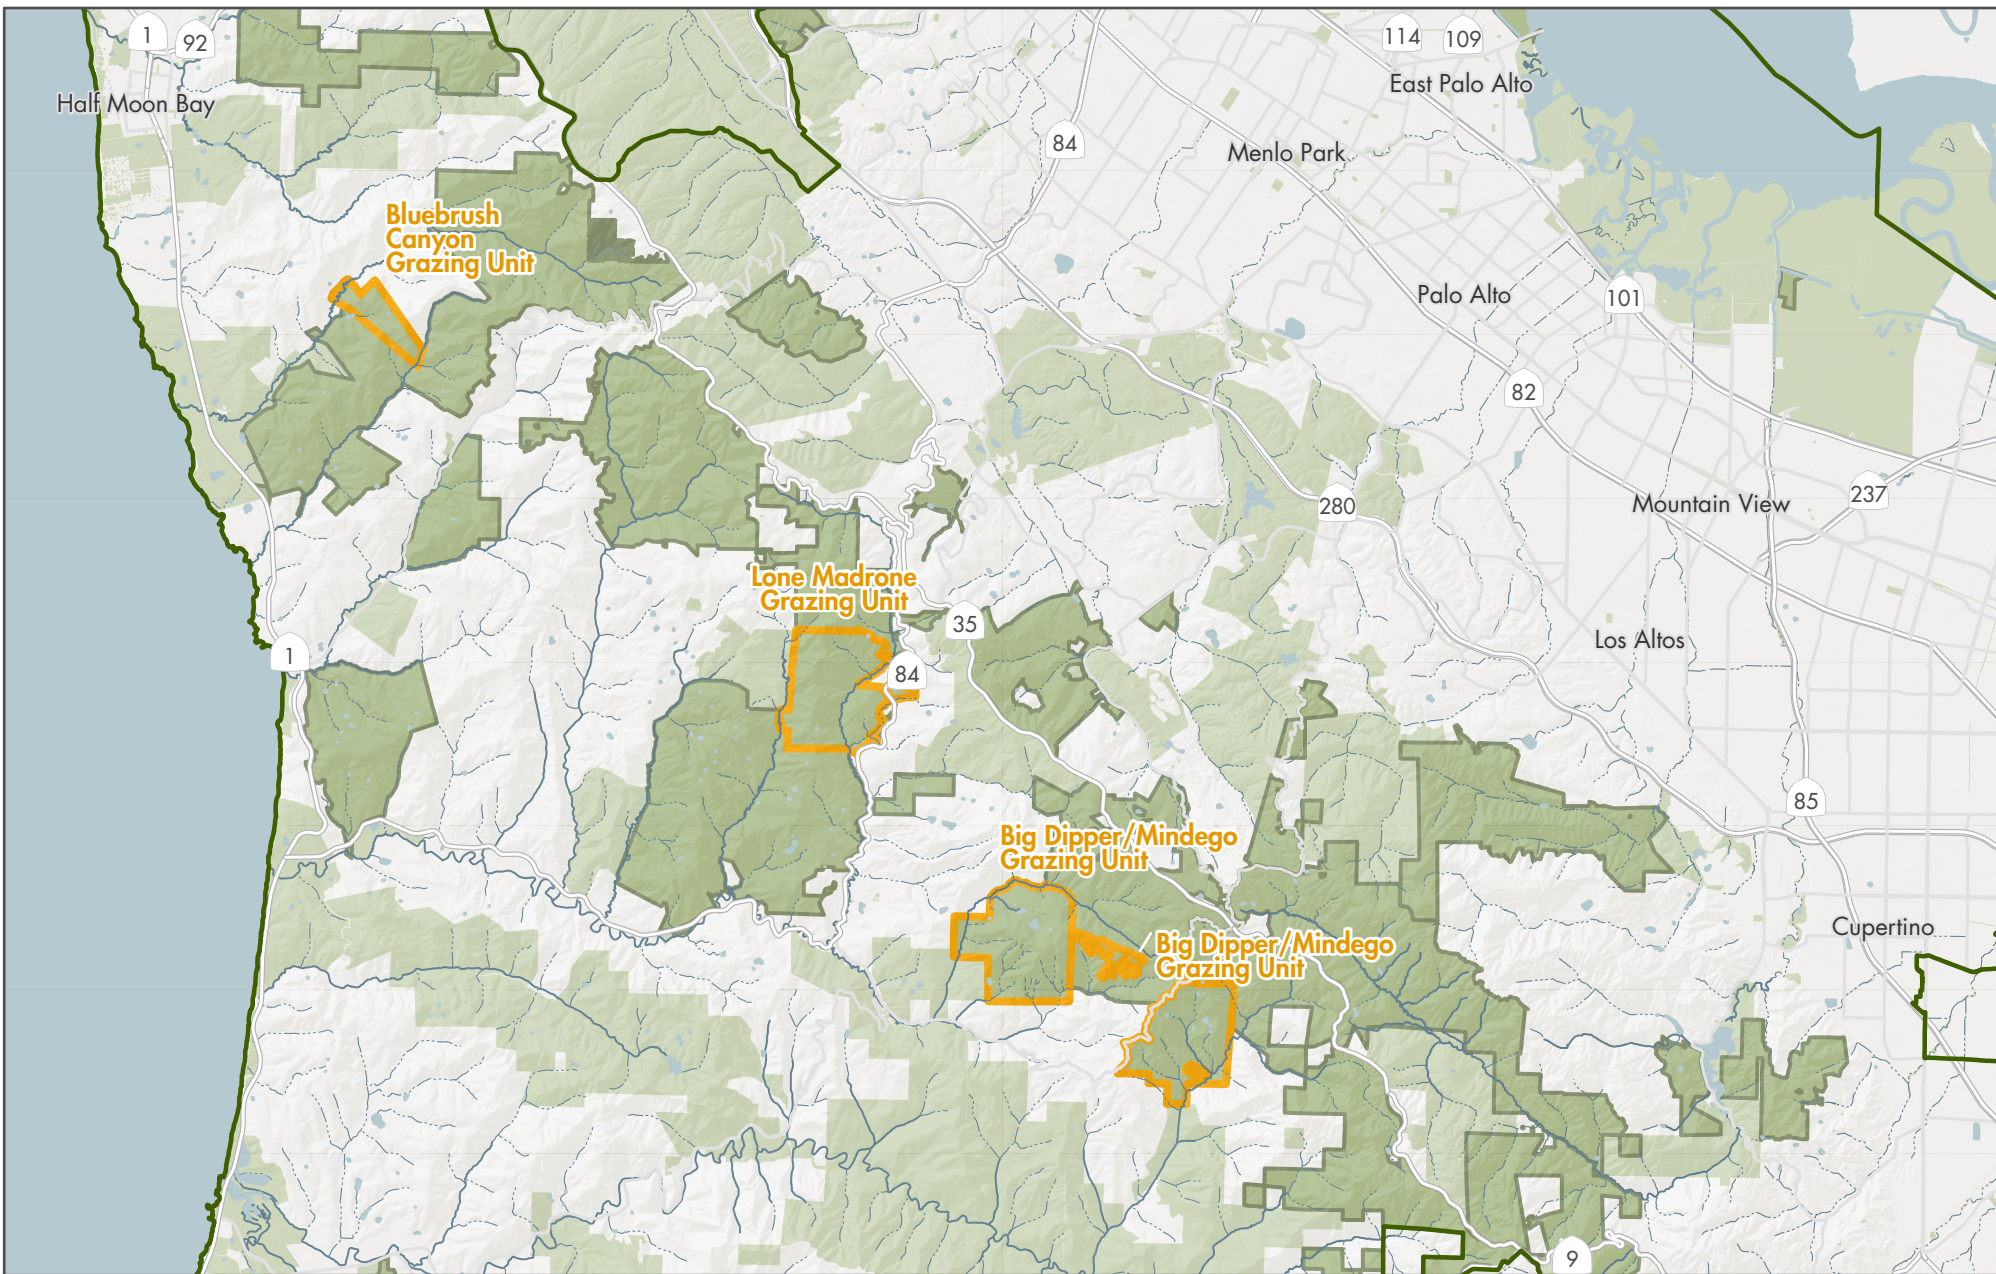 1
92
114
109
East Palo Alto
Half Moon Bay
84
Menlo Park
Bluebrush
Canyon
Grazing Unit
Palo Alto
101
82
237
280
Mountain View
Lone Madrone
Grazing Unit
35
Los Altos
1
84
85
Big Dipper/Mindego
Grazing Unit
Cupertino
Big Dipper/Mindego
Grazing Unit
9